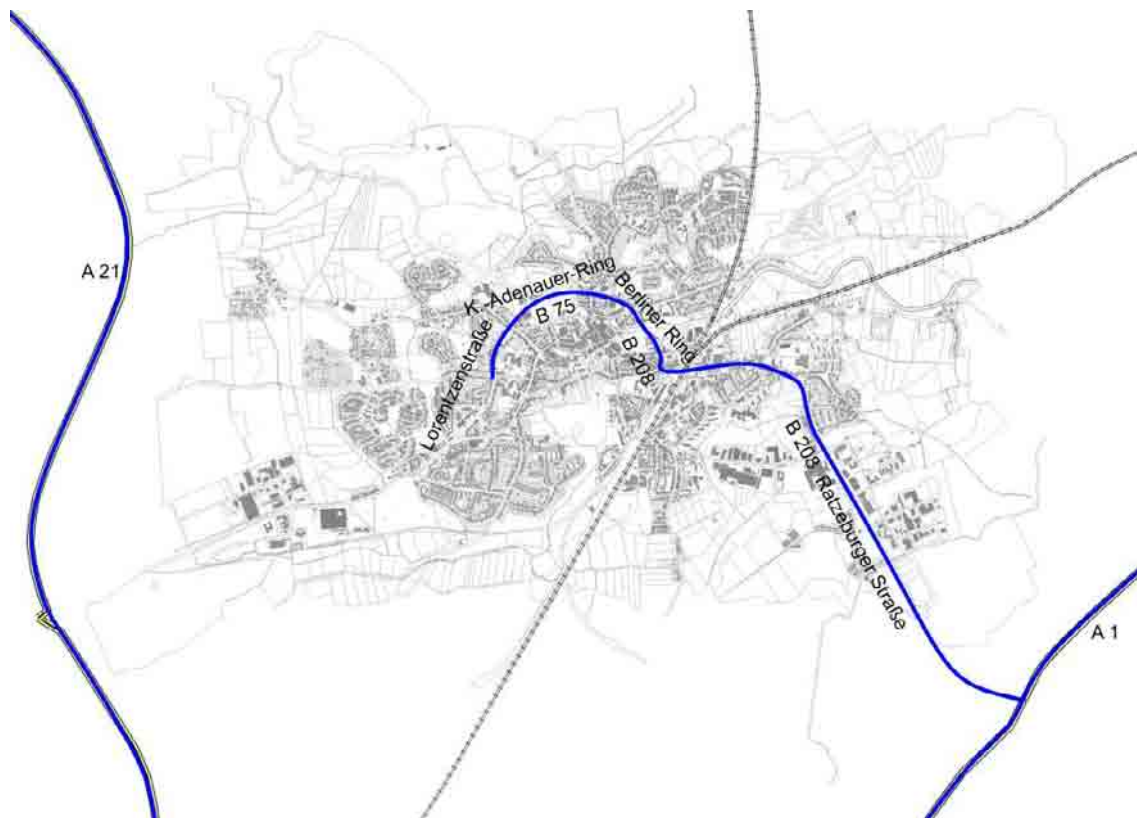 A 21
K.-Adenauer-Ring
B 75
Berliner Ring
Lorentzenstraße
B 208
B 208 Ratzeburger Straße
A 1